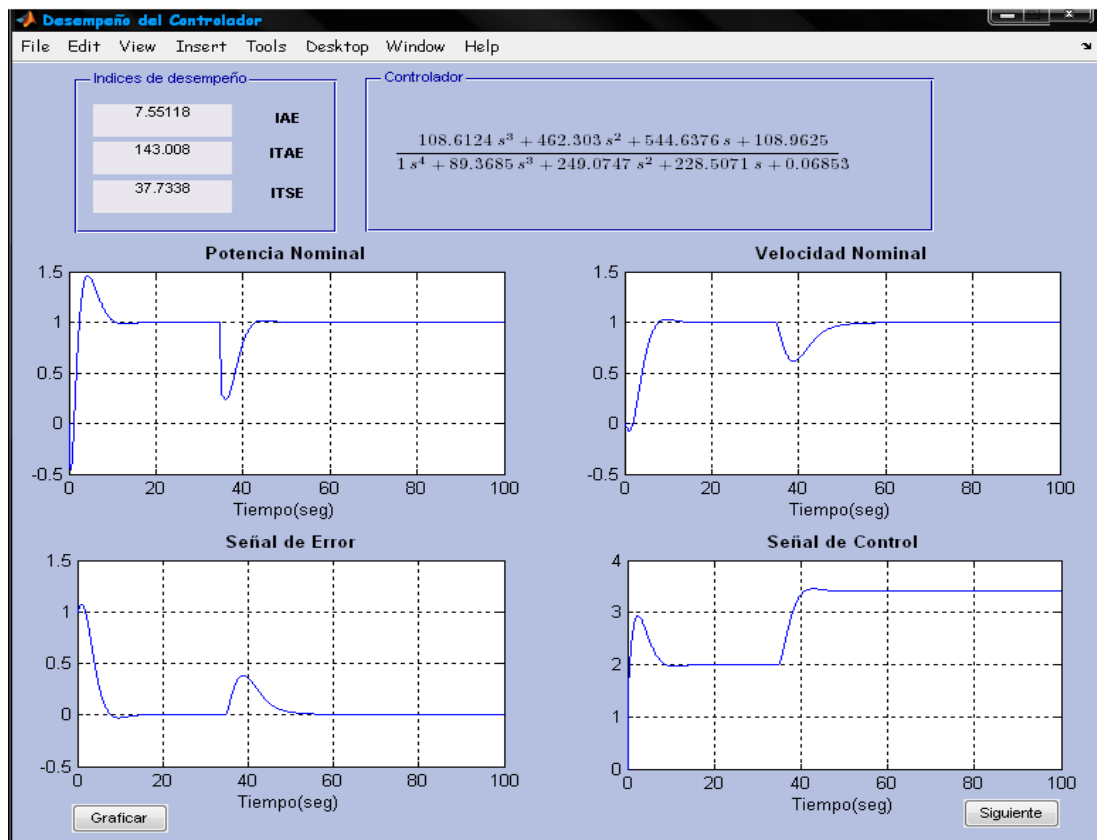 Desempeño del Controlador
File Edit View Insert Tools Desktop Window Help
Indices de desempeño
7.55118 IAE
143.008 ITAE
37.7338 ITSE
Controlador
108.6124 s³ + 462.303 s² + 544.6376 s + 108.9625
1 s⁴ + 89.3685 s³ + 249.0747 s² + 228.5071 s + 0.06853
Potencia Nominal
1.5
1
0.5
0
-0.5
0 20 40 60 80 100
Tiempo(seg)
Velocidad Nominal
1.5
1
0.5
0
-0.5
0 20 40 60 80 100
Tiempo(seg)
Señal de Error
1.5
1
0.5
0
-0.5
0 20 40 60 80 100
Tiempo(seg)
Señal de Control
4
3
2
1
0
0 20 40 60 80 100
Tiempo(seg)
Graficar
Siguiente